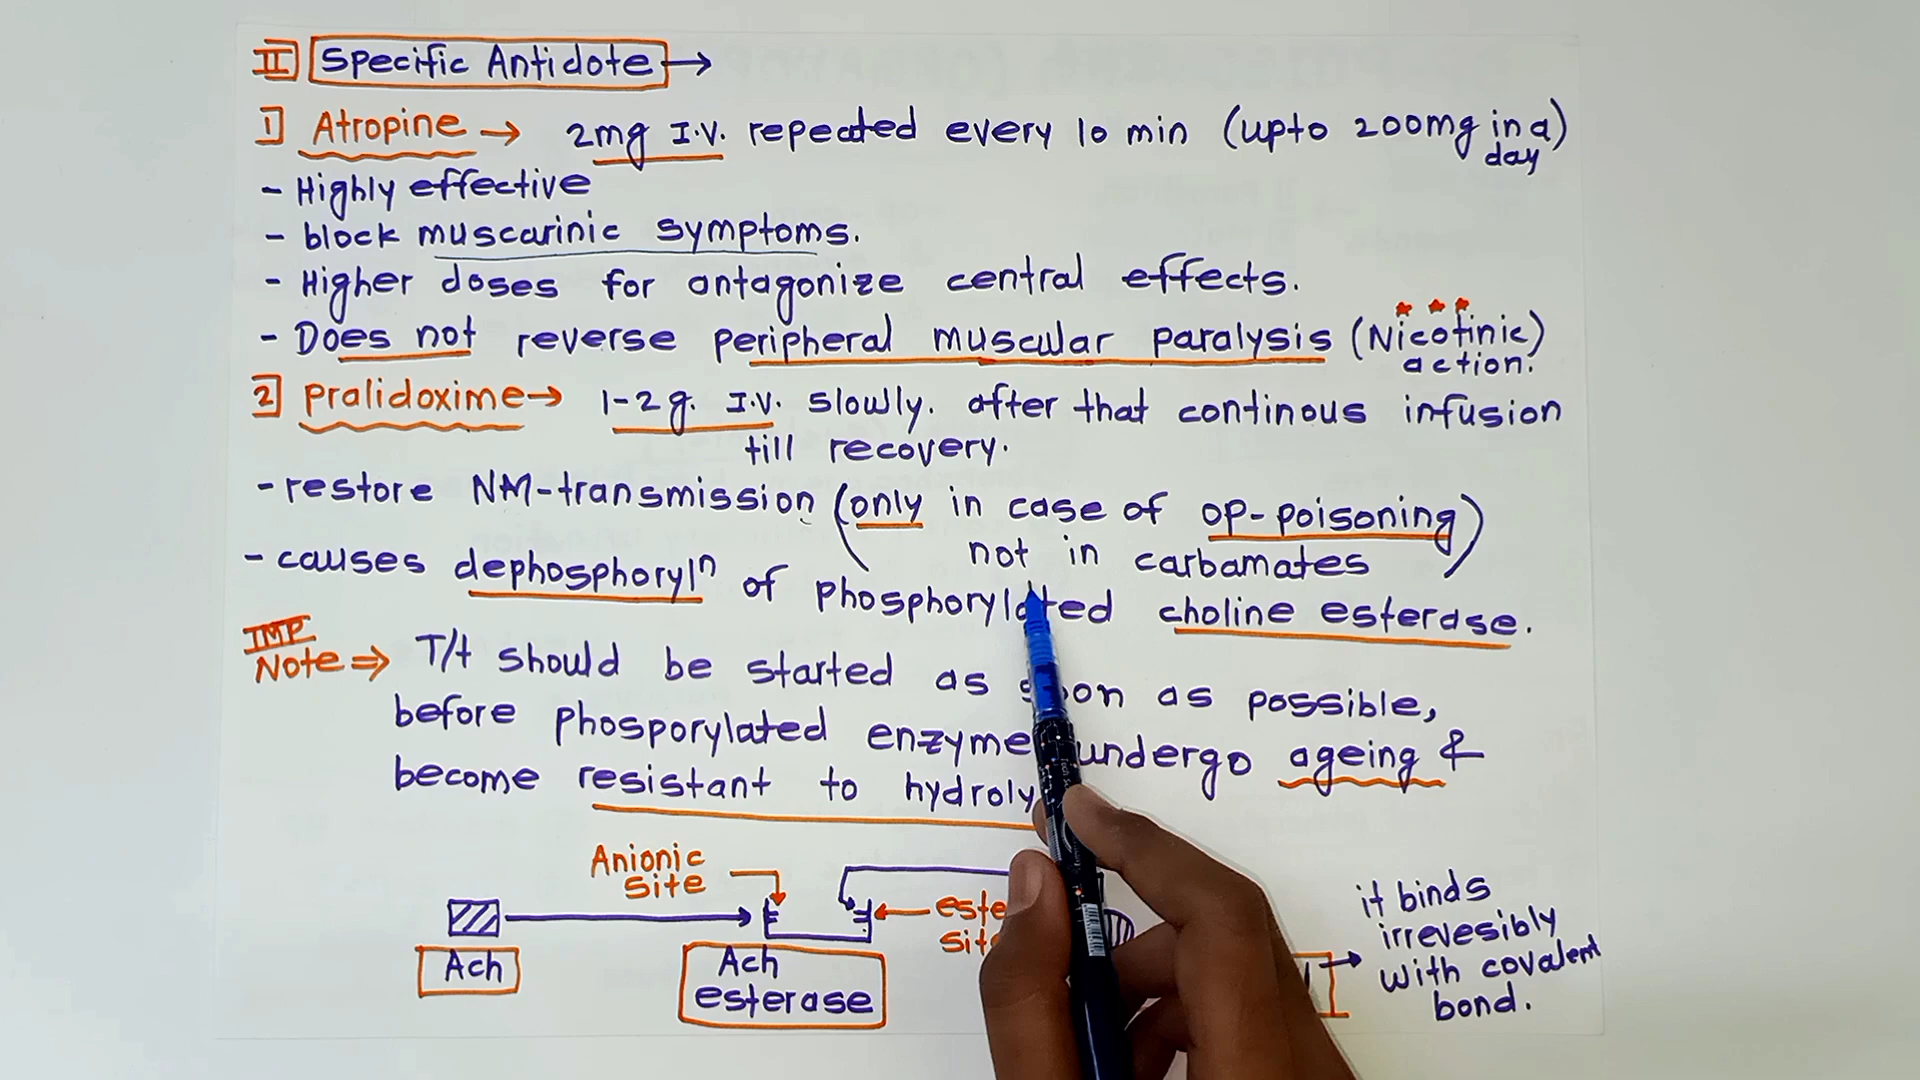 II Specific Antidote →
1] Atropine → 2mg I.V. repeated every 10 min (upto 200mg in a day)
- Highly effective
- block muscarinic symptoms.
- Higher doses for antagonize central effects.
- Does not reverse peripheral muscular paralysis (Nicotinic) action.
2] Pralidoxime → 1-2 g. I.V. slowly. after that continous infusion
till recovery.
- restore NM-transmission (only in case of op-poisoning)
not in carbamates
- causes dephosphoryl^n of phosphorylated choline esterase.
IMP
Note ⇒ T/t should be started as soon as possible,
before phosporylated enzyme undergo ageing &
become resistant to
Anionic
site
Ach
Ach
esterase
it binds
irrevesibly
with covalent
bond.